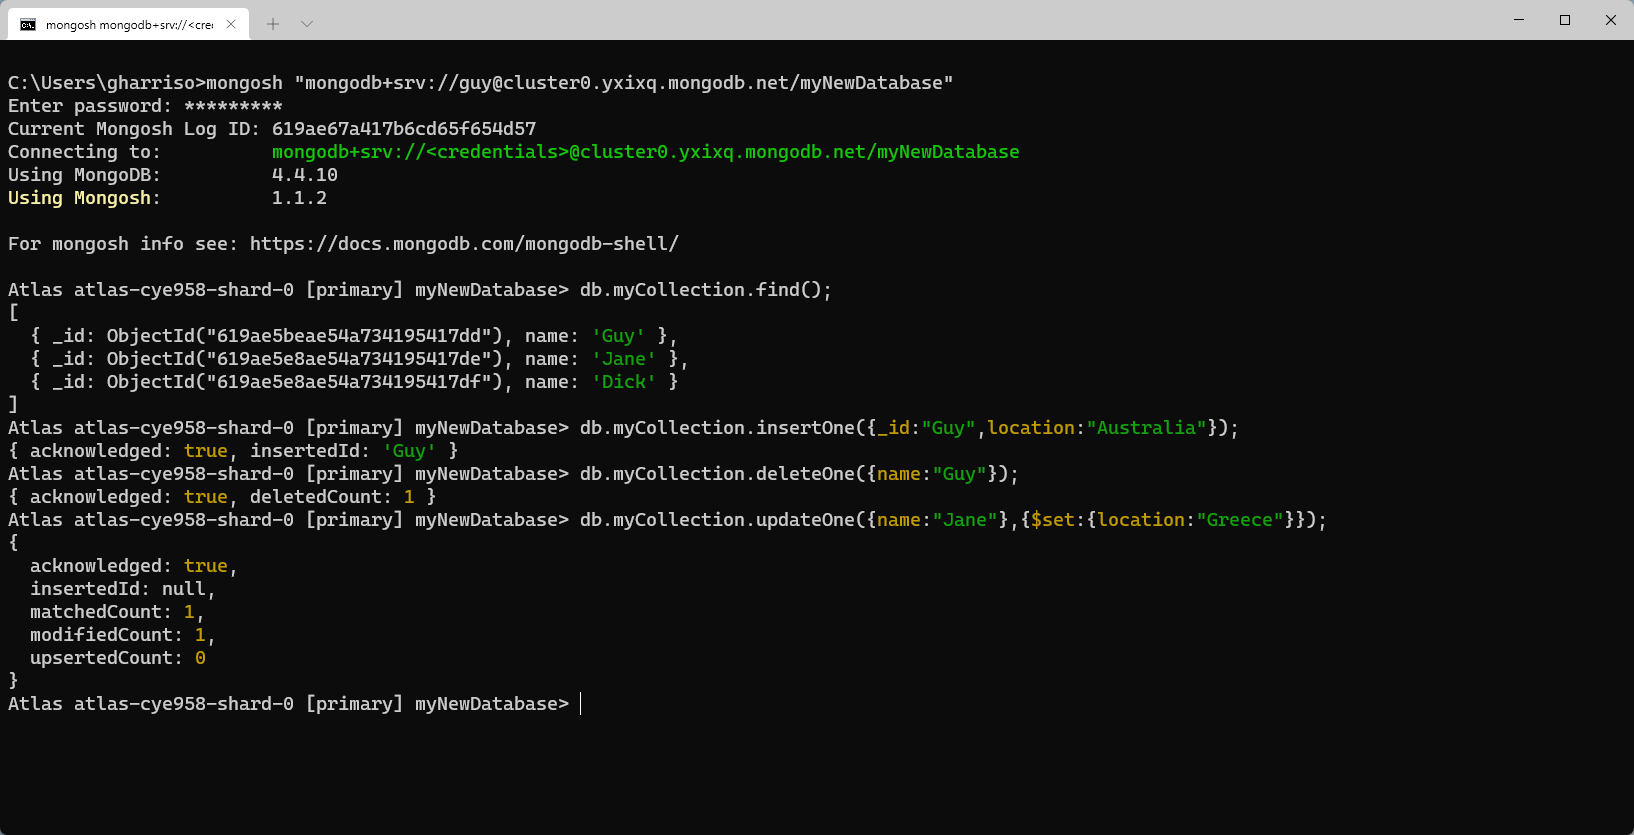 mongosh mongodb+srv://<cre
C:\Users\gharriso>mongosh "mongodb+srv://guy@cluster0.yxixq.mongodb.net/myNewDatabase"
Enter password: *********
Current Mongosh Log ID: 619ae67a417b6cd65f654d57
Connecting to:          mongodb+srv://<credentials>@cluster0.yxixq.mongodb.net/myNewDatabase
Using MongoDB:          4.4.10
Using Mongosh:          1.1.2
For mongosh info see: https://docs.mongodb.com/mongodb-shell/
Atlas atlas-cye958-shard-0 [primary] myNewDatabase> db.myCollection.find();
[
  { _id: ObjectId("619ae5beae54a734195417dd"), name: 'Guy' },
  { _id: ObjectId("619ae5e8ae54a734195417de"), name: 'Jane' },
  { _id: ObjectId("619ae5e8ae54a734195417df"), name: 'Dick' }
]
Atlas atlas-cye958-shard-0 [primary] myNewDatabase> db.myCollection.insertOne({_id:"Guy",location:"Australia"});
{ acknowledged: true, insertedId: 'Guy' }
Atlas atlas-cye958-shard-0 [primary] myNewDatabase> db.myCollection.deleteOne({name:"Guy"});
{ acknowledged: true, deletedCount: 1 }
Atlas atlas-cye958-shard-0 [primary] myNewDatabase> db.myCollection.updateOne({name:"Jane"},{$set:{location:"Greece"}});
{
  acknowledged: true,
  insertedId: null,
  matchedCount: 1,
  modifiedCount: 1,
  upsertedCount: 0
}
Atlas atlas-cye958-shard-0 [primary] myNewDatabase>